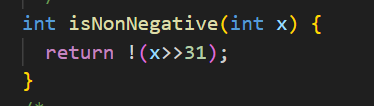 int isNonNegative(int x) {
  return !(x>>31);
}
/*